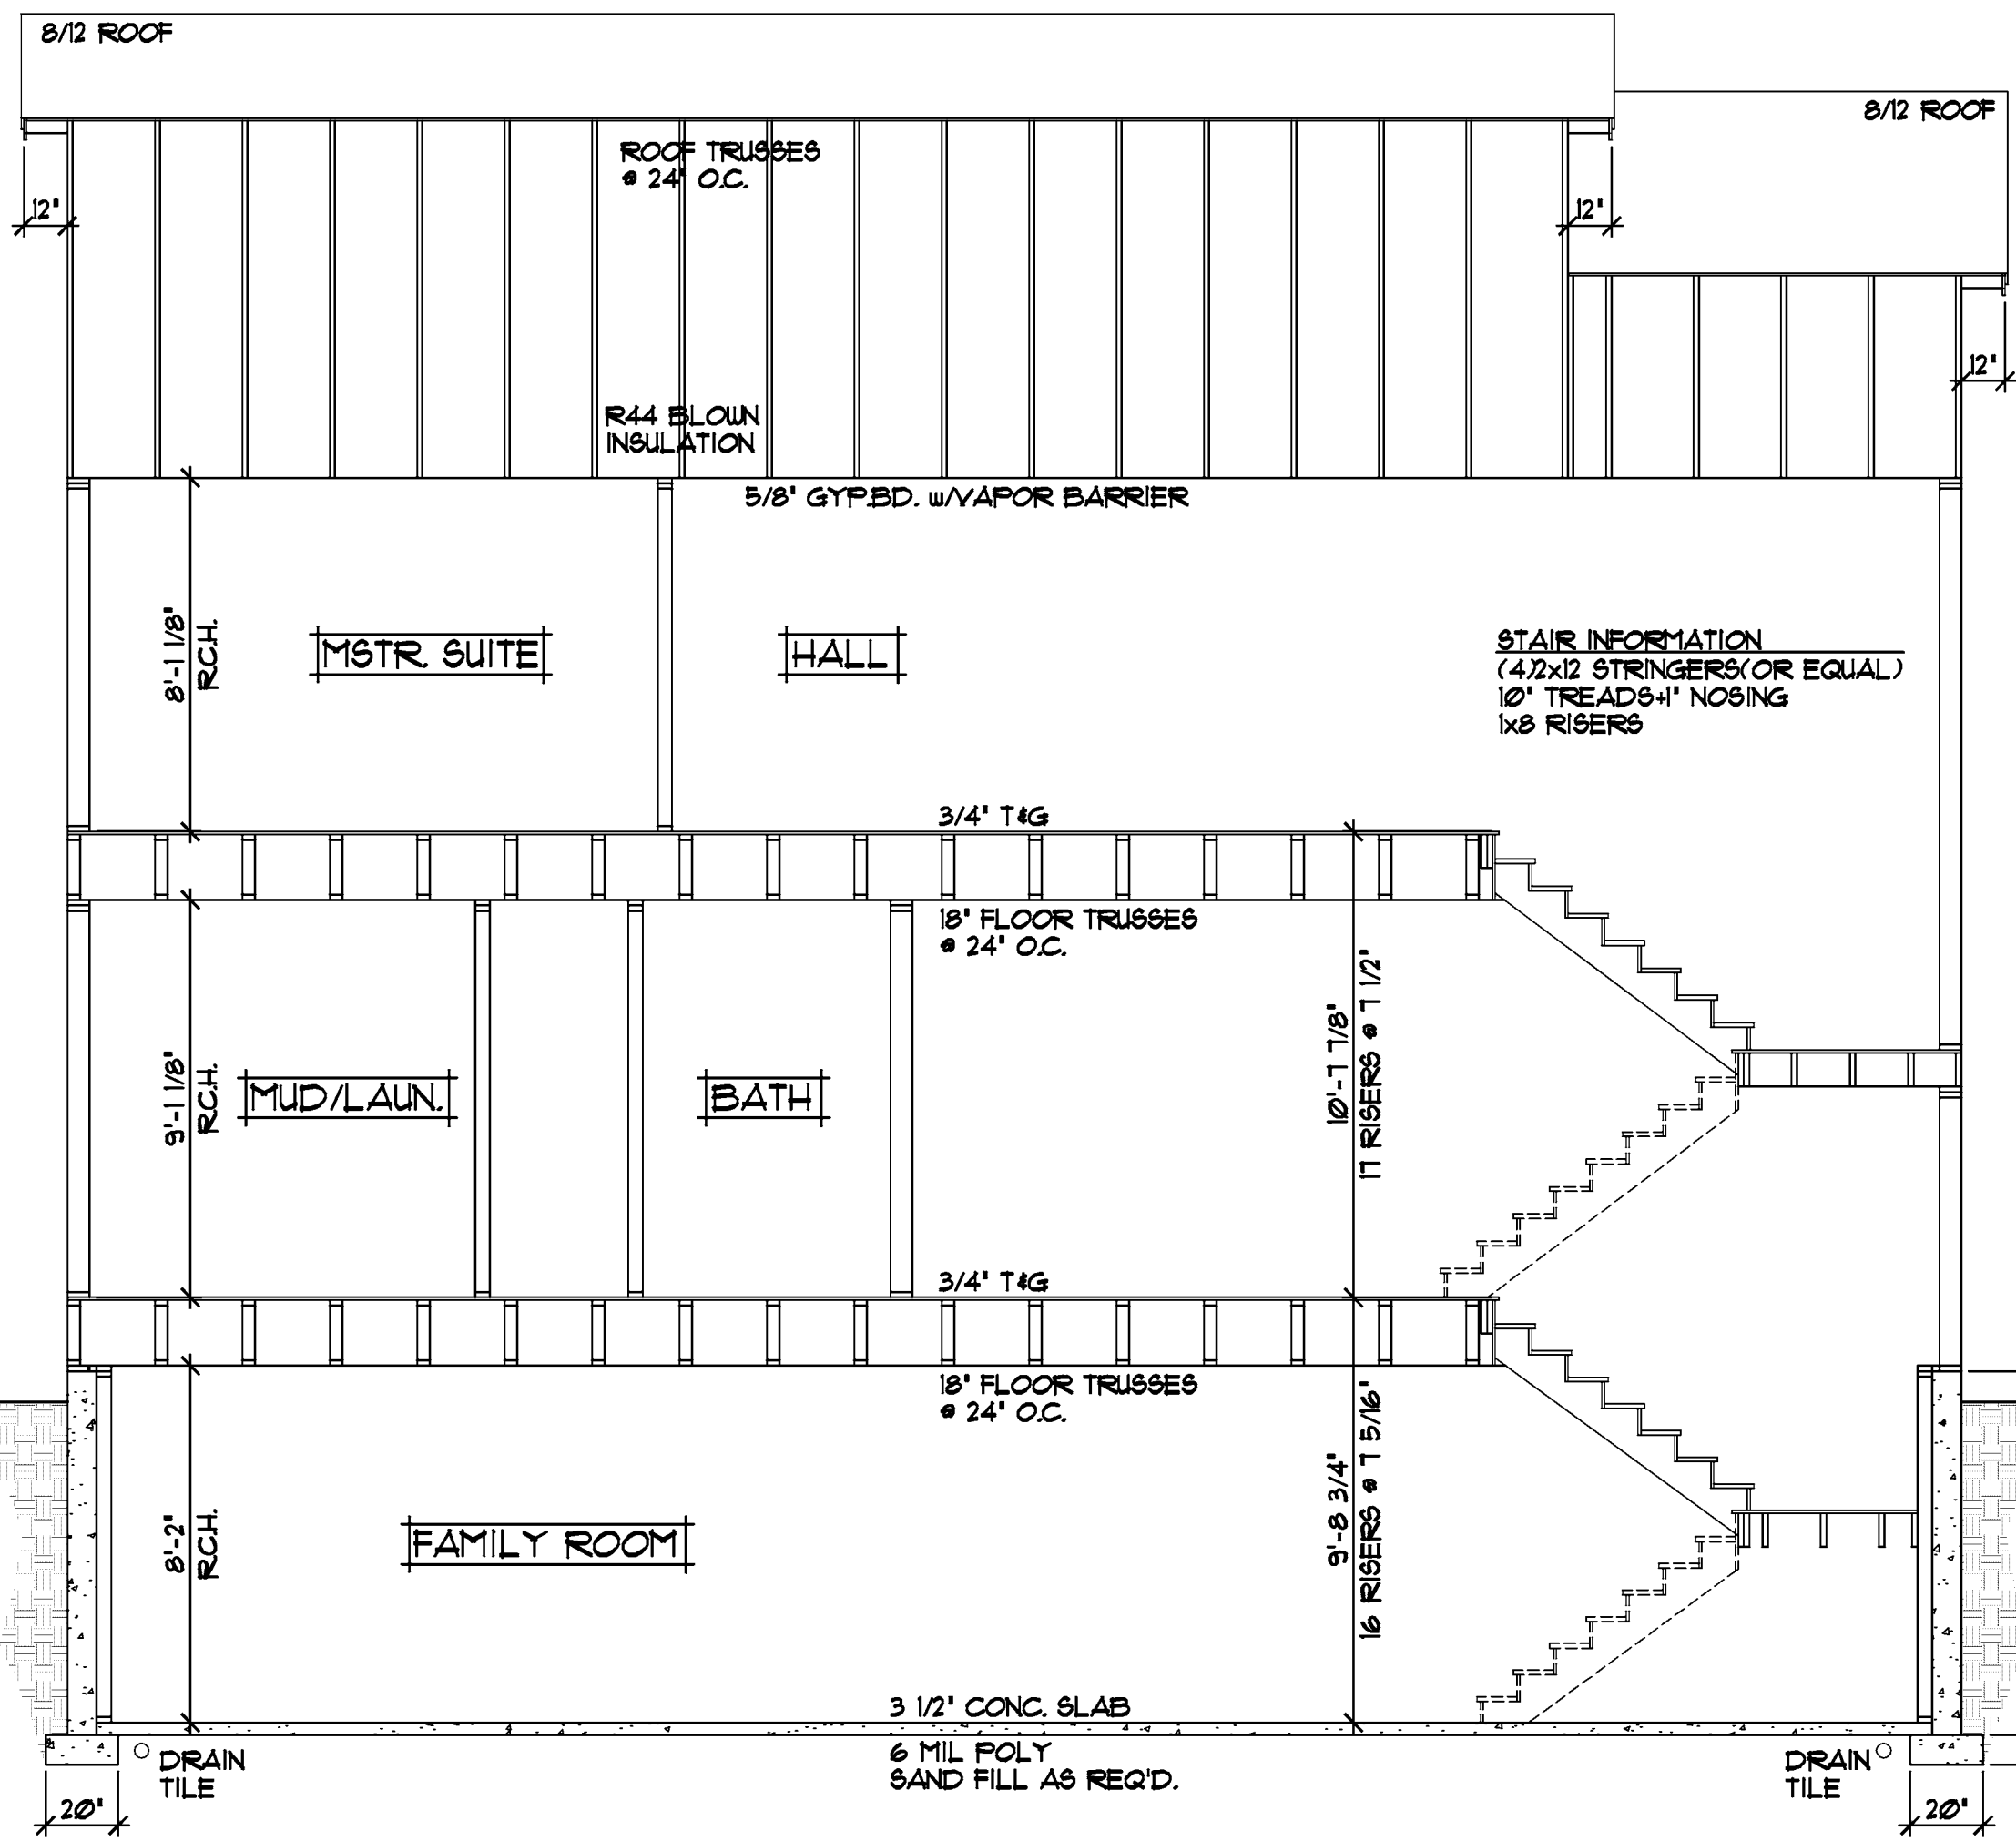 8/12 ROOF
8/12 ROOF
ROOF TRUSSES
@ 24" O.C.
12"
12"
12"
R44 BLOWN
INSULATION
5/8" GYP.BD. w/VAPOR BARRIER
8'-1 1/8"
R.C.H.
MSTR. SUITE
HALL
STAIR INFORMATION
(4)2x12 STRINGERS(OR EQUAL)
10" TREADS+1" NOSING
1x8 RISERS
3/4" T&G
18" FLOOR TRUSSES
@ 24" O.C.
9'-1 1/8"
R.C.H.
MUD/LAUN.
BATH
10'-7 7/8"
17 RISERS @ 7 1/2"
3/4" T&G
18" FLOOR TRUSSES
@ 24" O.C.
8'-2"
R.C.H.
FAMILY ROOM
9'-8 3/4"
16 RISERS @ 7 5/16"
3 1/2" CONC. SLAB
6 MIL POLY
SAND FILL AS REQ'D.
DRAIN
TILE
DRAIN
TILE
20"
20"